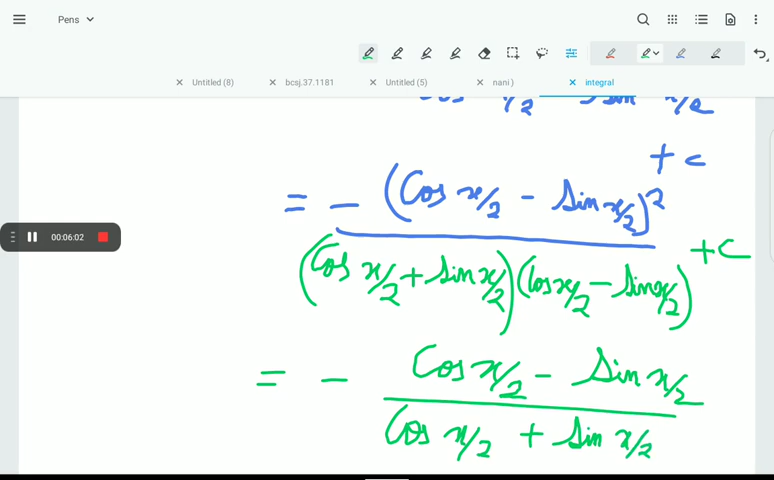 Pens
Untitled (8) bcsj.37.1181 Untitled (5) nani ) integral
+ c
= - (Cos x/2 - Sin x/2)²
00:06:02
(Cos x/2 + Sin x/2)(Cos x/2 - Sin x/2) + C
= - Cos x/2 - Sin x/2
Cos x/2 + Sin x/2